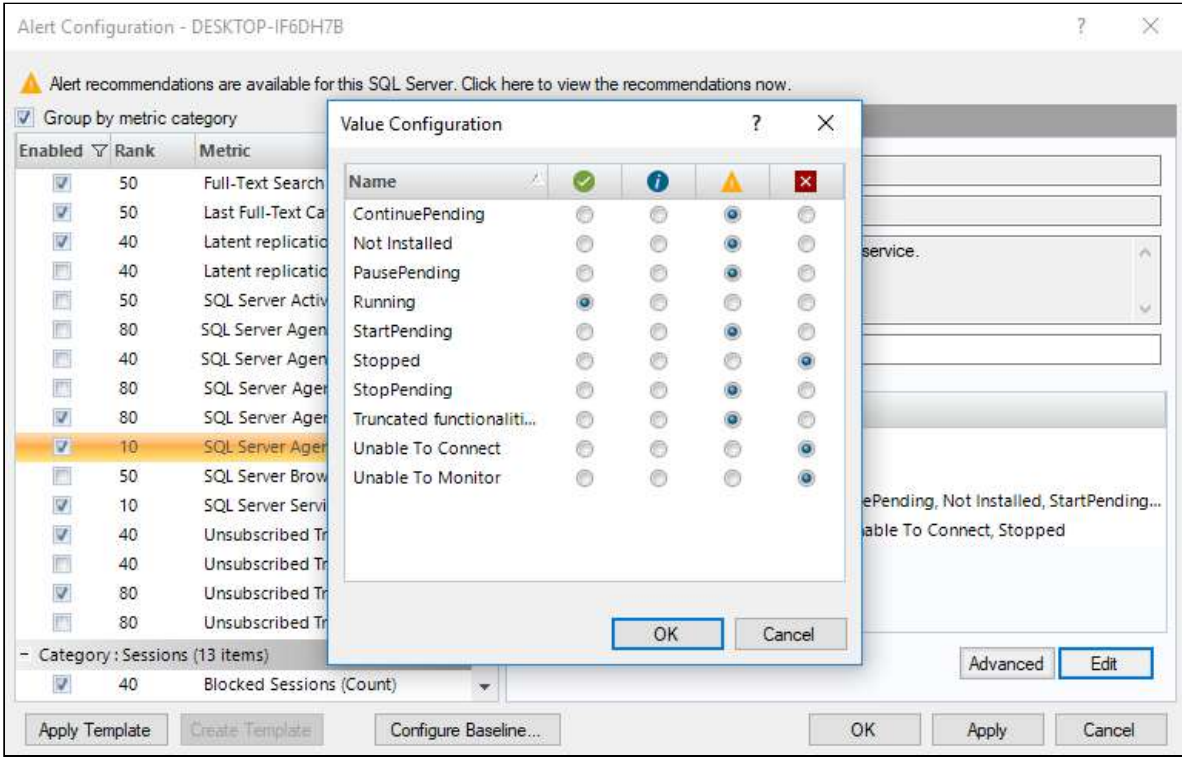 Alert Configuration - DESKTOP-IF6DH7B ?
Alert recommendations are available for this SQL Server. Click here to view the recommendations now.
Group by metric category
Enabled Rank Metric
50 Full-Text Search
50 Last Full-Text Ca
40 Latent replicatio
40 Latent replicatio
50 SQL Server Activ
80 SQL Server Agen
40 SQL Server Agen
80 SQL Server Agen
80 SQL Server Agen
10 SQL Server Agen
50 SQL Server Brow
10 SQL Server Servi
40 Unsubscribed Tr
40 Unsubscribed Tr
80 Unsubscribed Tr
80 Unsubscribed Tr
- Category : Sessions (13 items)
40 Blocked Sessions (Count)
Value Configuration ?
Name
ContinuePending
Not Installed
PausePending
Running
StartPending
Stopped
StopPending
Truncated functionaliti...
Unable To Connect
Unable To Monitor
OK Cancel
service.
ePending, Not Installed, StartPending...
able To Connect, Stopped
Advanced Edit
Apply Template Create Template Configure Baseline... OK Apply Cancel